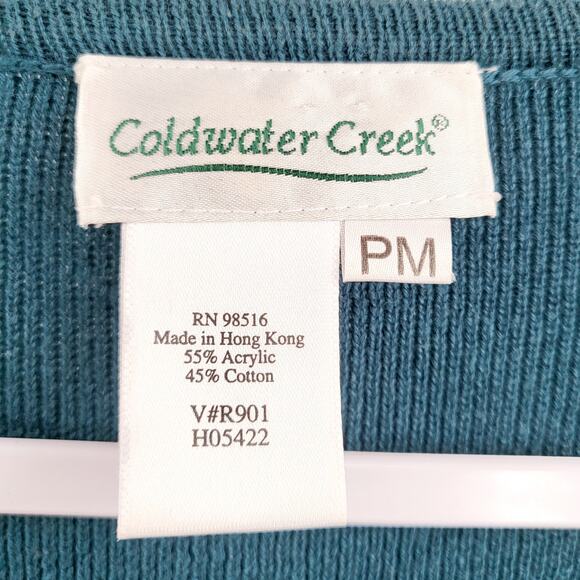 Coldwater Creek®
PM
RN 98516
Made in Hong Kong
55% Acrylic
45% Cotton
V#R901
H05422